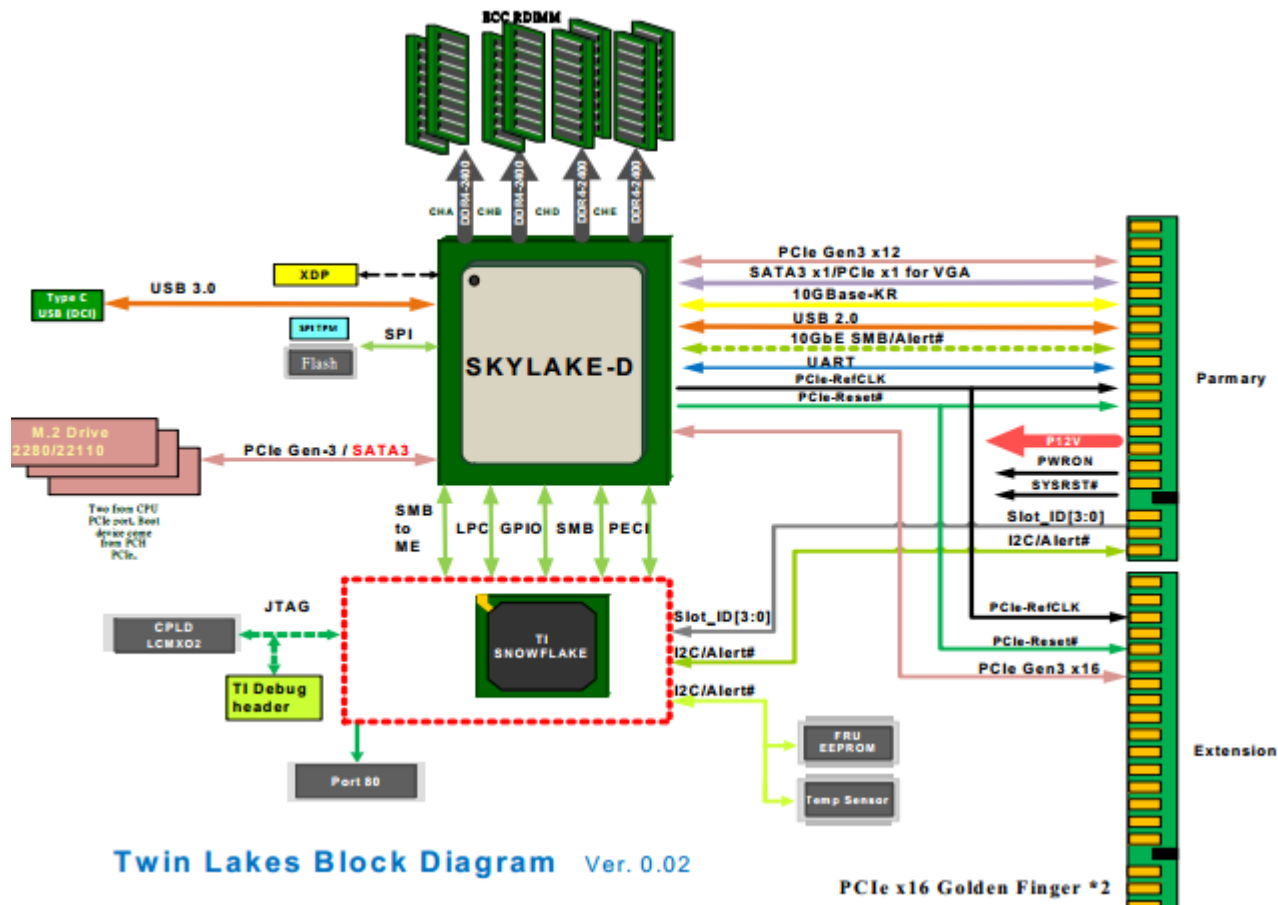 ECC RDIMM
DDR4-2400
DDR4-2400
DDR4-2400
DDR4-2400
CHA
CHB
CHD
CHE
XDP
USB 3.0
Type C
USB (DCI)
SPI TPM
Flash
SPI
SKYLAKE-D
PCIe Gen3 x12
SATA3 x1/PCIe x1 for VGA
10GBase-KR
USB 2.0
10GbE SMB/Alert#
UART
PCIe-RefCLK
PCIe-Reset#
Parmary
P12V
PWRON
SYSRST#
Slot_ID[3:0]
I2C/Alert#
M.2 Drive
2280/22110
PCIe Gen-3 / SATA3
Two from CPU
PCIe port. Boot
device come
from PCH
PCIe.
SMB
to
ME
LPC
GPIO
SMB
PECI
JTAG
CPLD
LCMXO2
TI Debug
header
TI
SNOWFLAKE
Slot_ID[3:0]
I2C/Alert#
I2C/Alert#
PCIe-RefCLK
PCIe-Reset#
PCIe Gen3 x16
FRU
EEPROM
Temp Sensor
Extension
Port 80
Twin Lakes Block Diagram Ver. 0.02
PCIe x16 Golden Finger *2